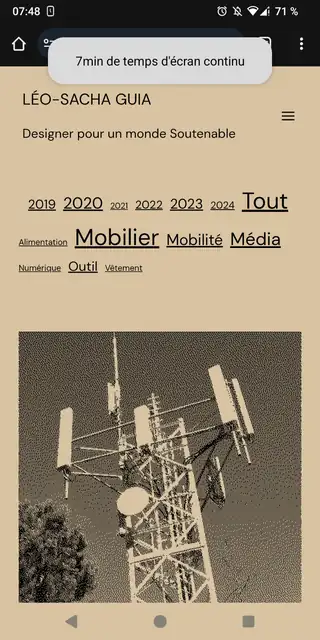 07:48
71 %
7min de temps d'écran continu
LÉO-SACHA GUIA
Designer pour un monde Soutenable
2019 2020 2021 2022 2023 2024 Tout
Alimentation Mobilier Mobilité Média
Numérique Outil Vêtement